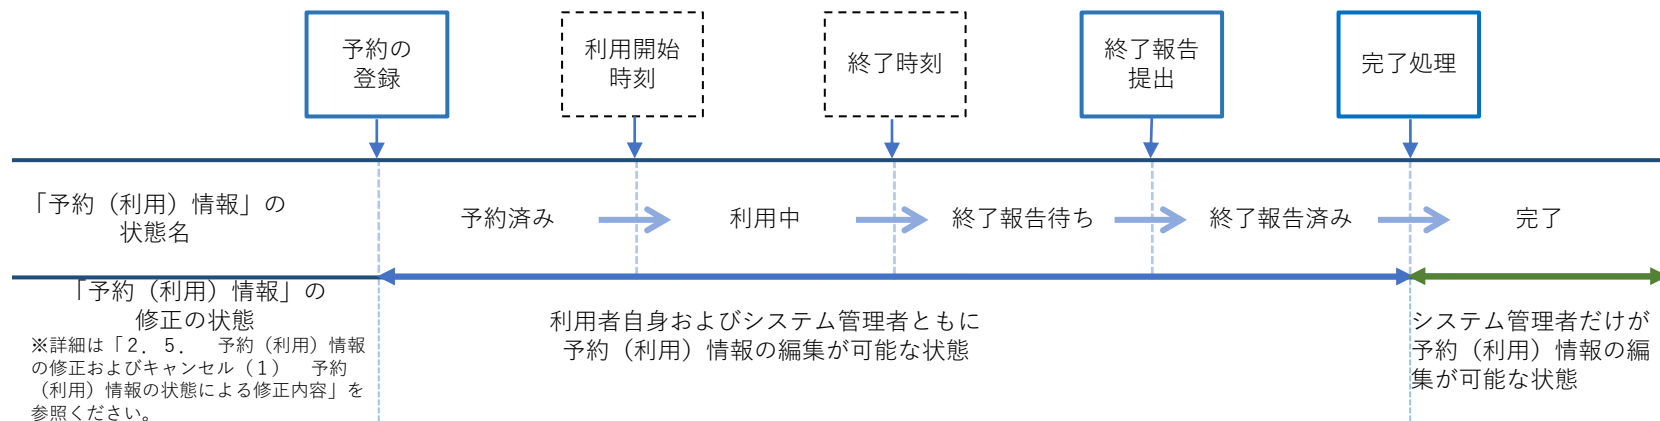 予約の
登録
利用開始
時刻
終了時刻
終了報告
提出
完了処理
「予約（利用）情報」の
状態名
予約済み
利用中
終了報告待ち
終了報告済み
完了
「予約（利用）情報」の
修正の状態
※詳細は「２．５．　予約（利用）情報
の修正およびキャンセル（１）　予約
（利用）情報の状態による修正内容」を
参照ください。
利用者自身およびシステム管理者ともに
予約（利用）情報の編集が可能な状態
システム管理者だけが
予約（利用）情報の編
集が可能な状態